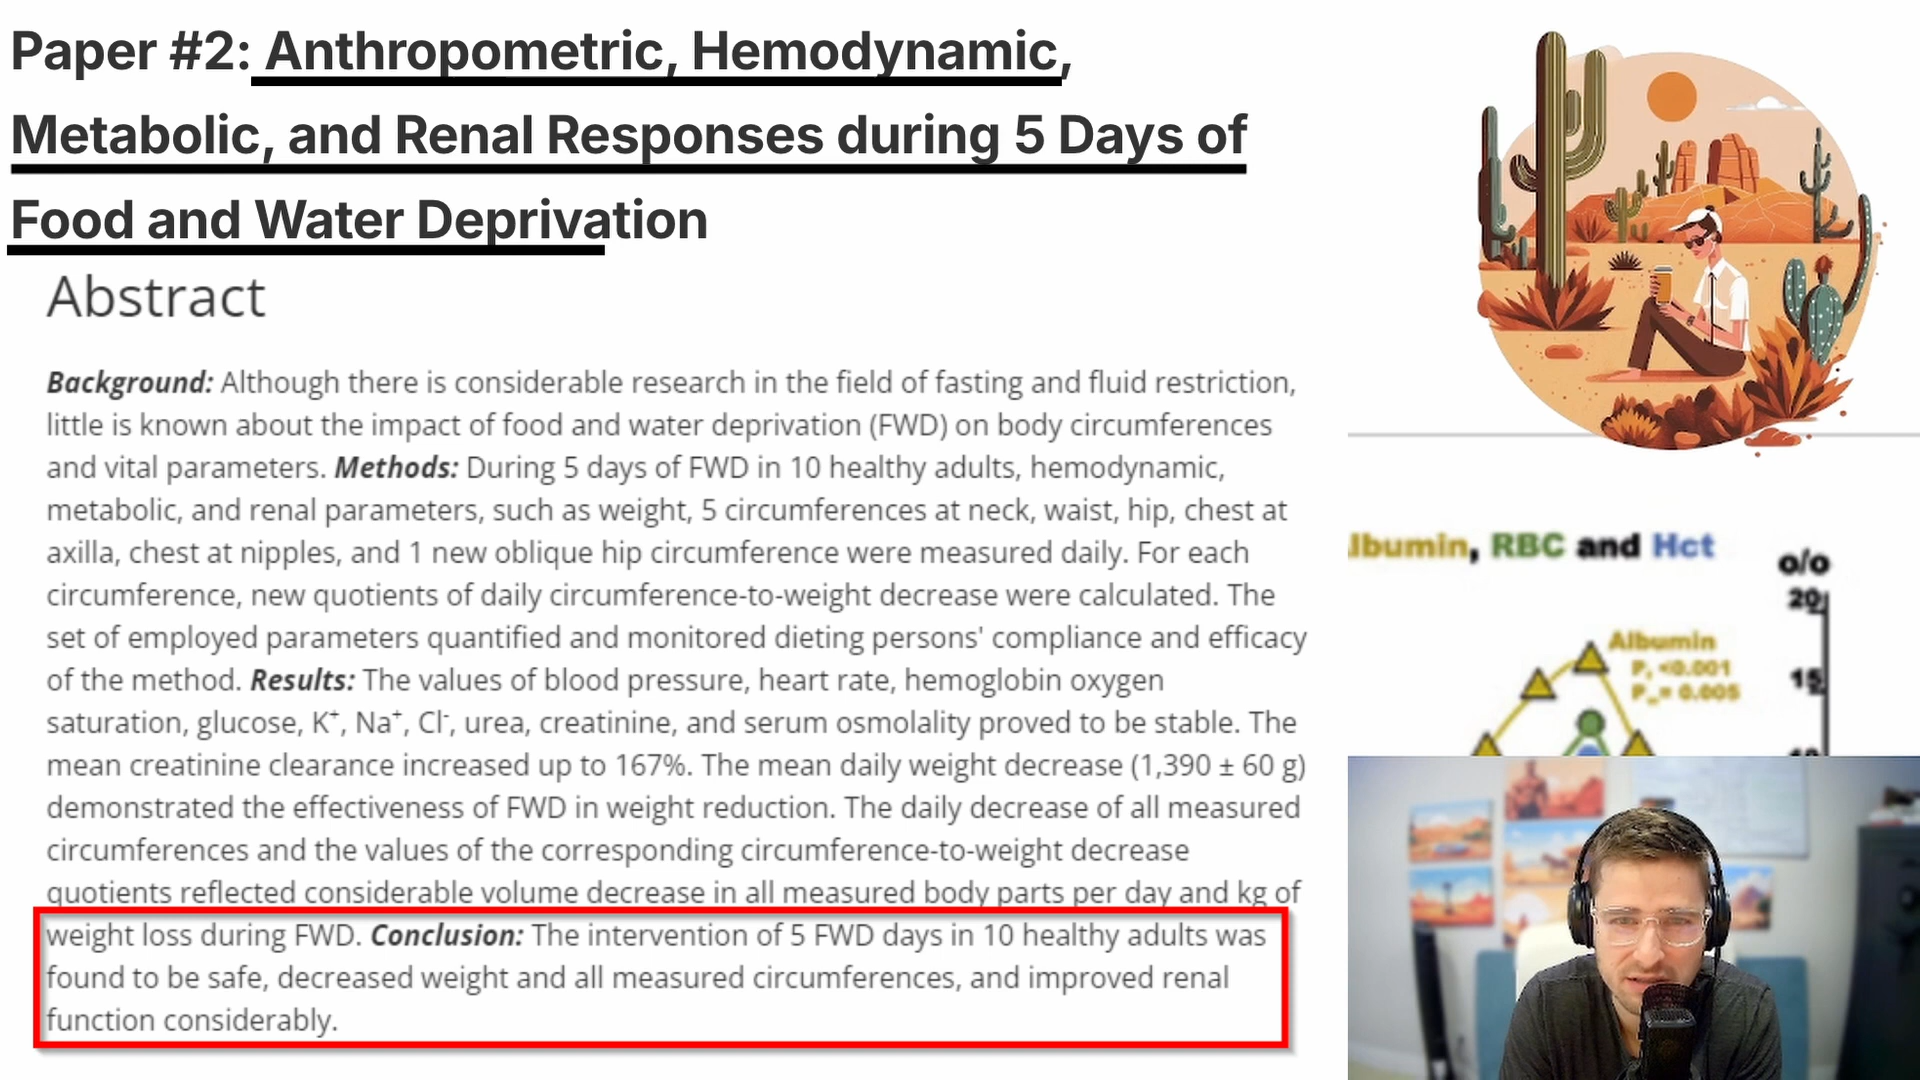 Paper #2: Anthropometric, Hemodynamic,
Metabolic, and Renal Responses during 5 Days of
Food and Water Deprivation
Abstract
Background: Although there is considerable research in the field of fasting and fluid restriction,
little is known about the impact of food and water deprivation (FWD) on body circumferences
and vital parameters. Methods: During 5 days of FWD in 10 healthy adults, hemodynamic,
metabolic, and renal parameters, such as weight, 5 circumferences at neck, waist, hip, chest at
axilla, chest at nipples, and 1 new oblique hip circumference were measured daily. For each
circumference, new quotients of daily circumference-to-weight decrease were calculated. The
set of employed parameters quantified and monitored dieting persons' compliance and efficacy
of the method. Results: The values of blood pressure, heart rate, hemoglobin oxygen
saturation, glucose, K⁺, Na⁺, Cl⁻, urea, creatinine, and serum osmolality proved to be stable. The
mean creatinine clearance increased up to 167%. The mean daily weight decrease (1,390 ± 60 g)
demonstrated the effectiveness of FWD in weight reduction. The daily decrease of all measured
circumferences and the values of the corresponding circumference-to-weight decrease
quotients reflected considerable volume decrease in all measured body parts per day and kg of
weight loss during FWD. Conclusion: The intervention of 5 FWD days in 10 healthy adults was
found to be safe, decreased weight and all measured circumferences, and improved renal
function considerably.
lbumin, RBC and Hct
o/o
20
Albumin
P, <0.001
= 0.005
15